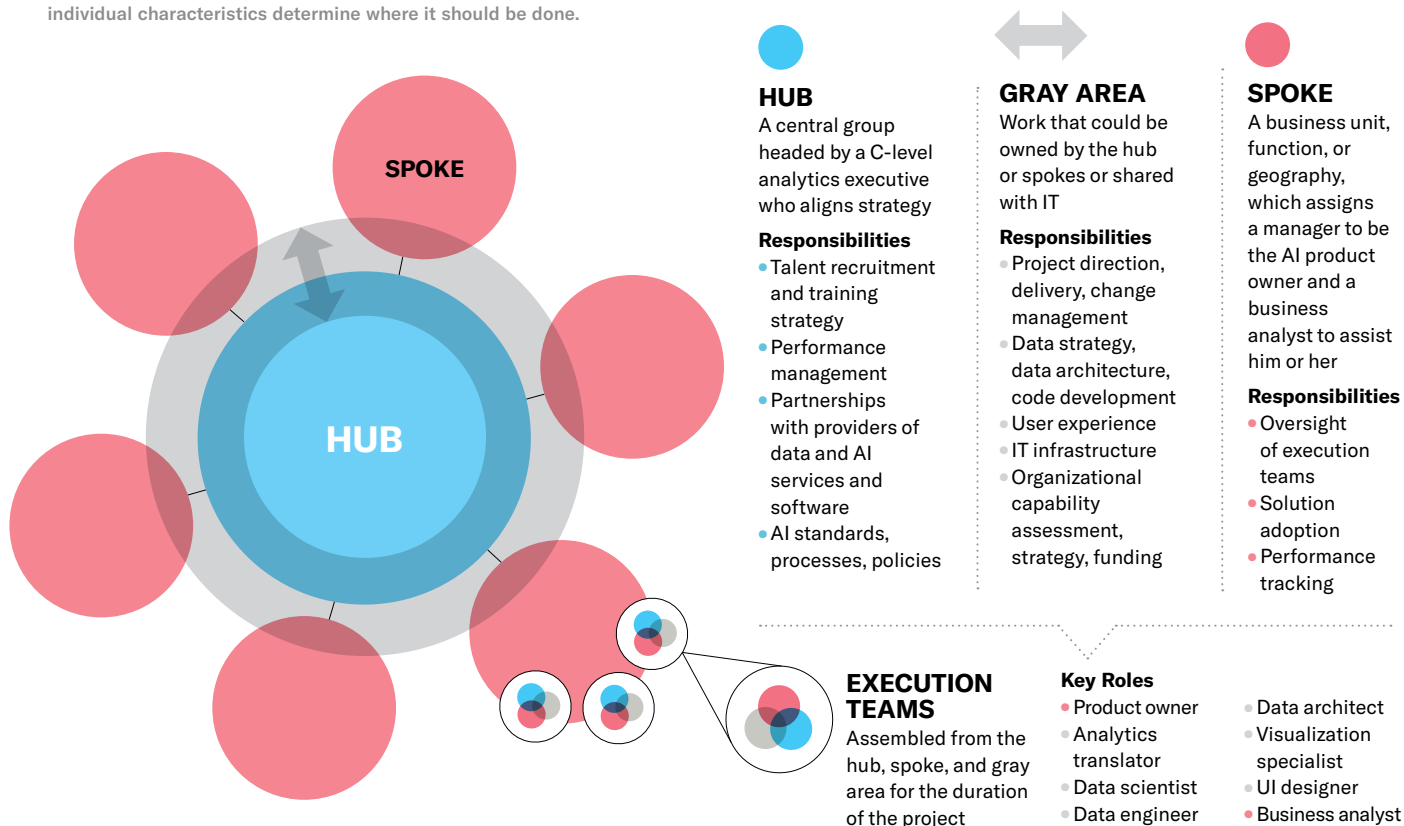 individual characteristics determine where it should be done.
SPOKE
HUB
HUB
A central group
headed by a C-level
analytics executive
who aligns strategy
Responsibilities
• Talent recruitment
and training
strategy
• Performance
management
• Partnerships
with providers of
data and AI
services and
software
• AI standards,
processes, policies
GRAY AREA
Work that could be
owned by the hub
or spokes or shared
with IT
Responsibilities
• Project direction,
delivery, change
management
• Data strategy,
data architecture,
code development
• User experience
• IT infrastructure
• Organizational
capability
assessment,
strategy, funding
SPOKE
A business unit,
function, or
geography,
which assigns
a manager to be
the AI product
owner and a
business
analyst to assist
him or her
Responsibilities
• Oversight
of execution
teams
• Solution
adoption
• Performance
tracking
EXECUTION
TEAMS
Assembled from the
hub, spoke, and gray
area for the duration
of the project
Key Roles
• Product owner
• Analytics
translator
• Data scientist
• Data engineer
• Data architect
• Visualization
specialist
• UI designer
• Business analyst